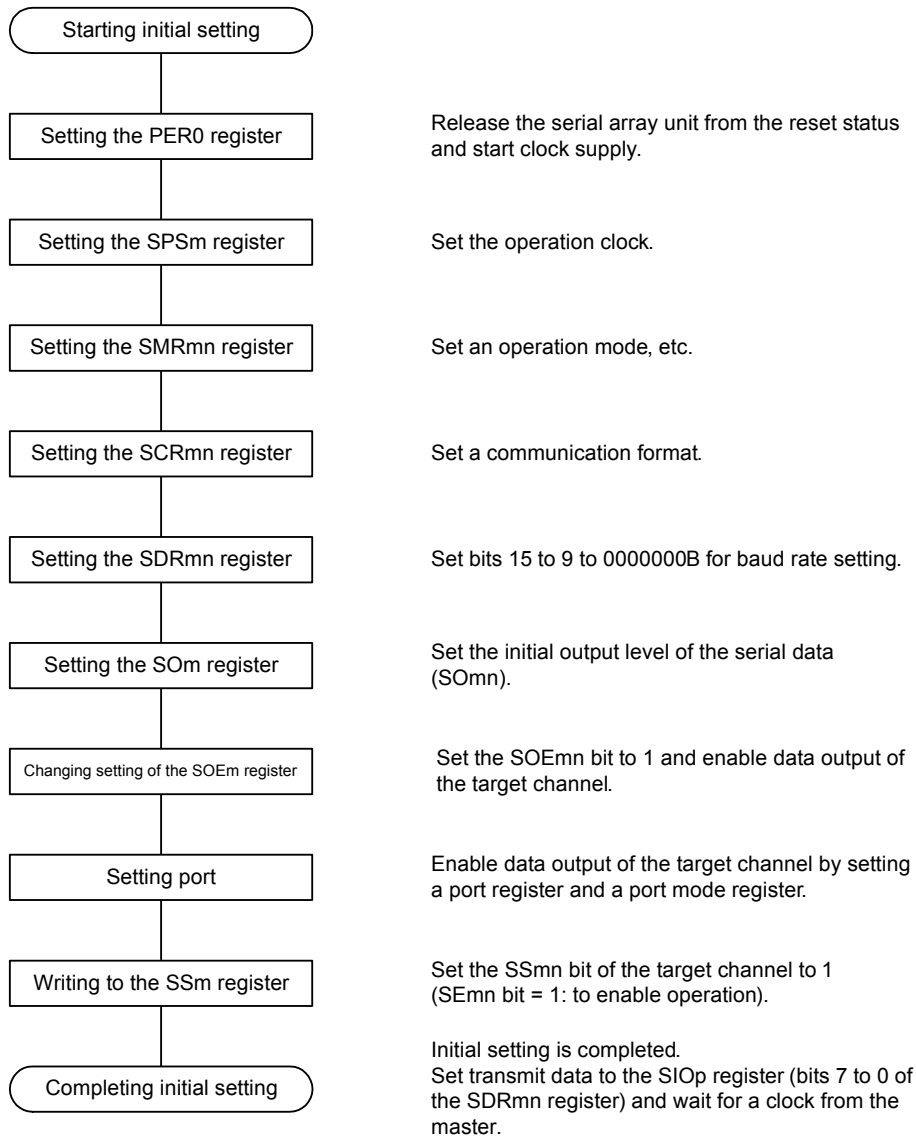 Starting initial setting
Setting the PER0 register
Release the serial array unit from the reset status
and start clock supply.
Setting the SPSm register
Set the operation clock.
Setting the SMRmn register
Set an operation mode, etc.
Setting the SCRmn register
Set a communication format.
Setting the SDRmn register
Set bits 15 to 9 to 0000000B for baud rate setting.
Setting the SOm register
Set the initial output level of the serial data
(SOmn).
Changing setting of the SOEm register
Set the SOEmn bit to 1 and enable data output of
the target channel.
Setting port
Enable data output of the target channel by setting
a port register and a port mode register.
Writing to the SSm register
Set the SSmn bit of the target channel to 1
(SEmn bit = 1: to enable operation).
Completing initial setting
Initial setting is completed.
Set transmit data to the SIOp register (bits 7 to 0 of
the SDRmn register) and wait for a clock from the
master.